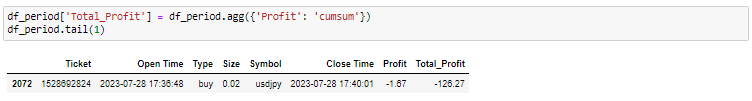 df_period['Total_Profit'] = df_period.agg({'Profit': 'cumsum'})
df_period.tail(1)
Ticket Open Time Type Size Symbol Close Time Profit Total_Profit
2072 1528692824 2023-07-28 17:36:48 buy 0.02 usdjpy 2023-07-28 17:40:01 -1.67 -126.27